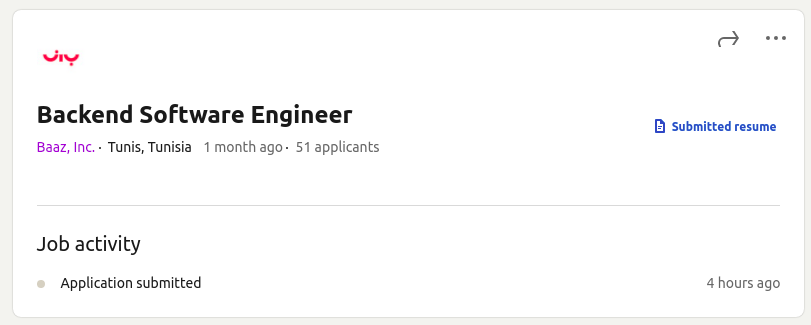 باز
Backend Software Engineer
Submitted resume
Baaz, Inc. · Tunis, Tunisia 1 month ago · 51 applicants
Job activity
Application submitted 4 hours ago